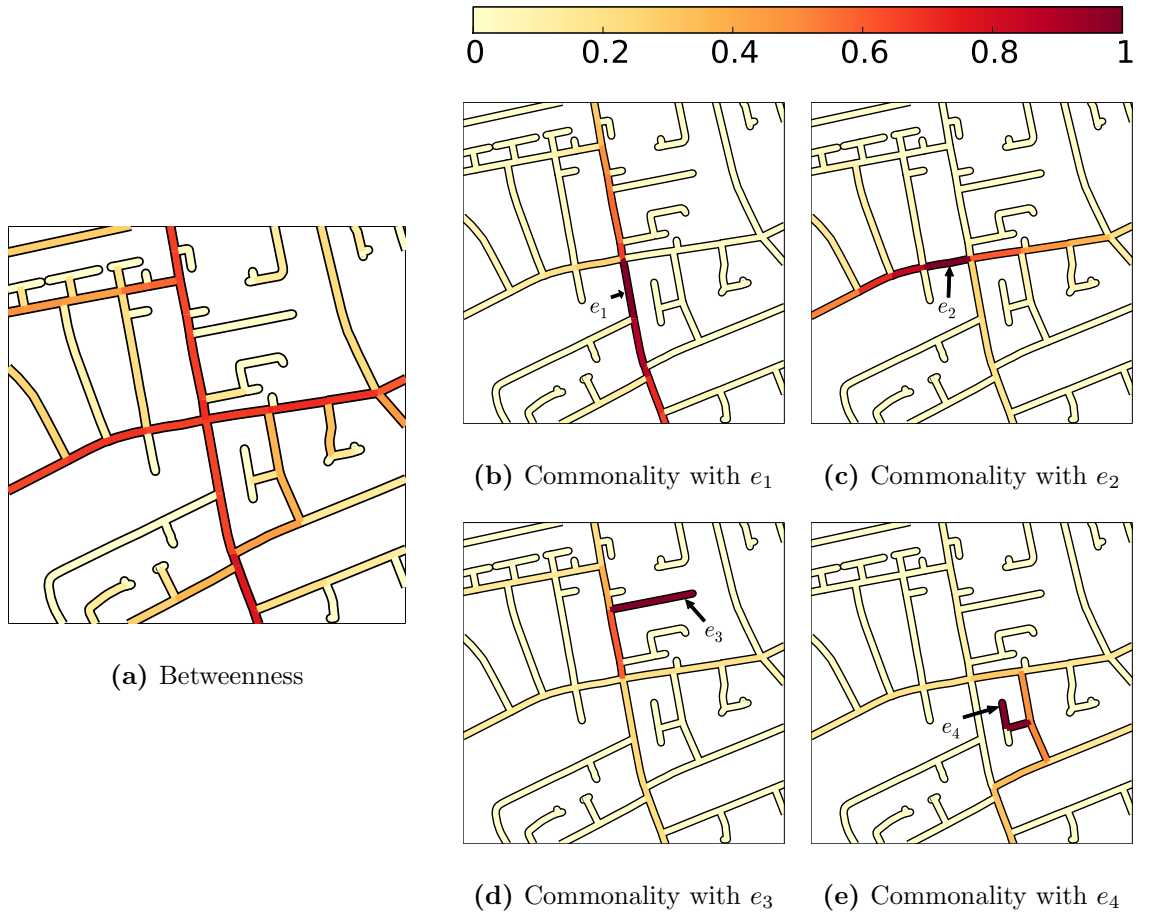 0 0.2 0.4 0.6 0.8 1
e1
e2
(b) Commonality with e1
(c) Commonality with e2
(a) Betweenness
e3
e4
(d) Commonality with e3
(e) Commonality with e4